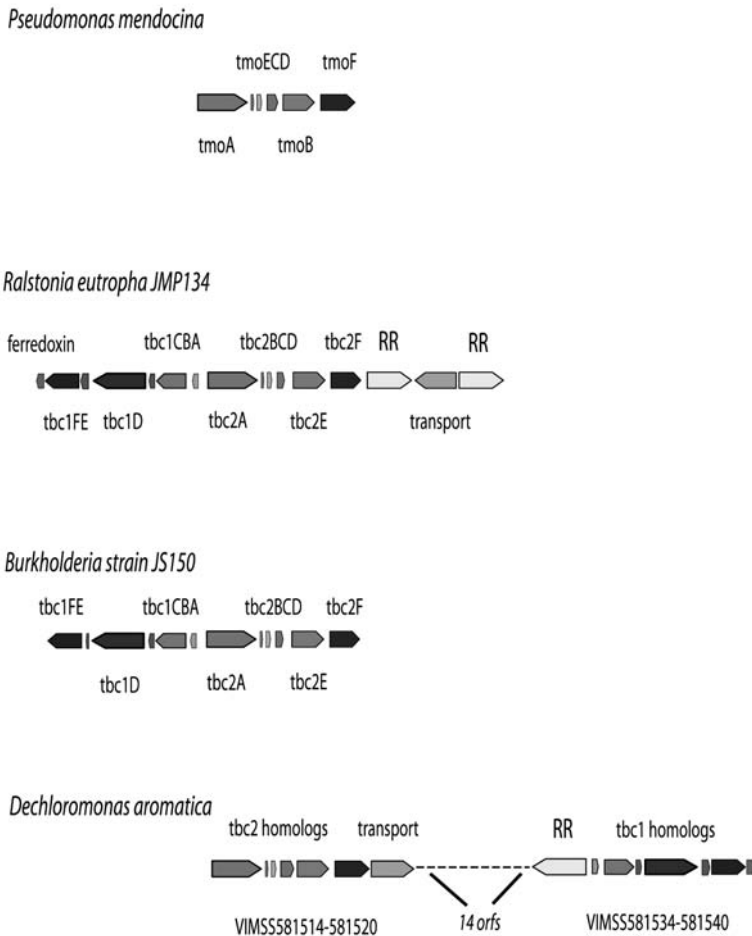 Pseudomonas mendocina
tmoECD tmoF
tmoA tmoB
Ralstonia eutropha JMP134
ferredoxin tbc1CBA tbc2BCD tbc2F RR RR
tbc1FE tbc1D tbc2A tbc2E transport
Burkholderia strain JS150
tbc1FE tbc1CBA tbc2BCD tbc2F
tbc1D tbc2A tbc2E
Dechloromonas aromatica
tbc2 homologs transport RR tbc1 homologs
VIMSS581514-581520 14 orfs VIMSS581534-581540